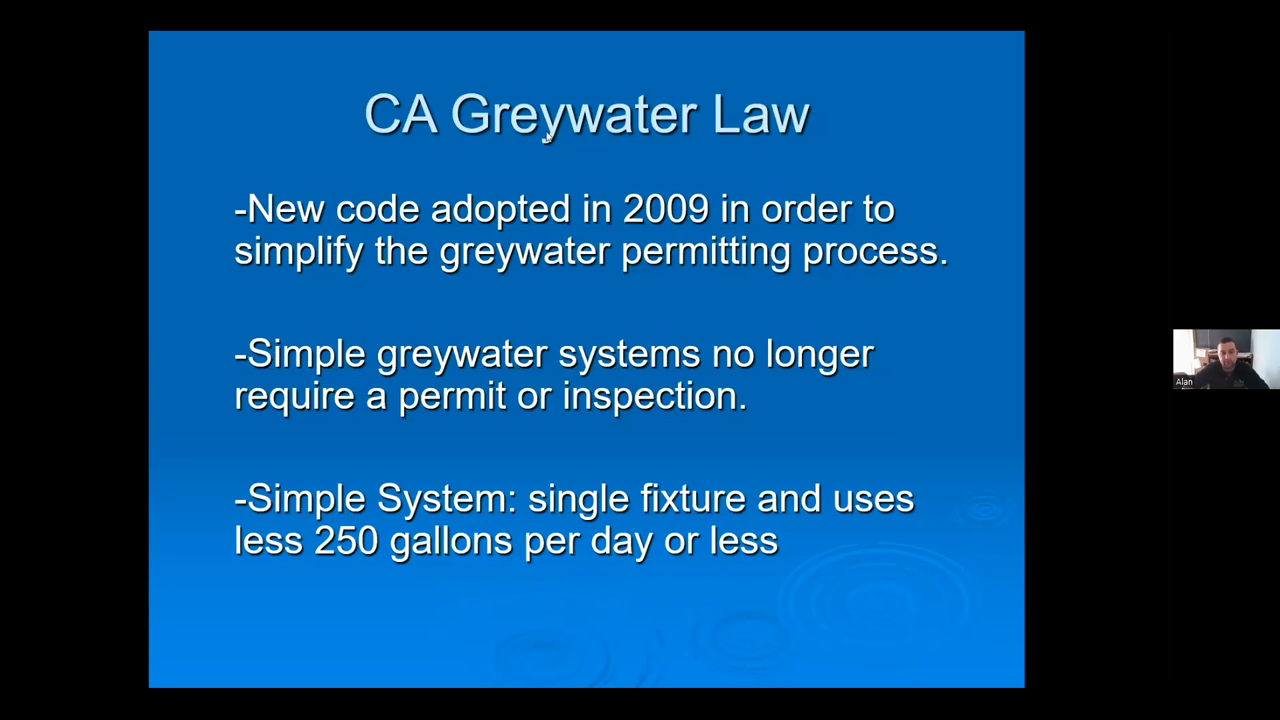 CA Greywater Law
-New code adopted in 2009 in order to
simplify the greywater permitting process.
-Simple greywater systems no longer
require a permit or inspection.
-Simple System: single fixture and uses
less 250 gallons per day or less
Alan